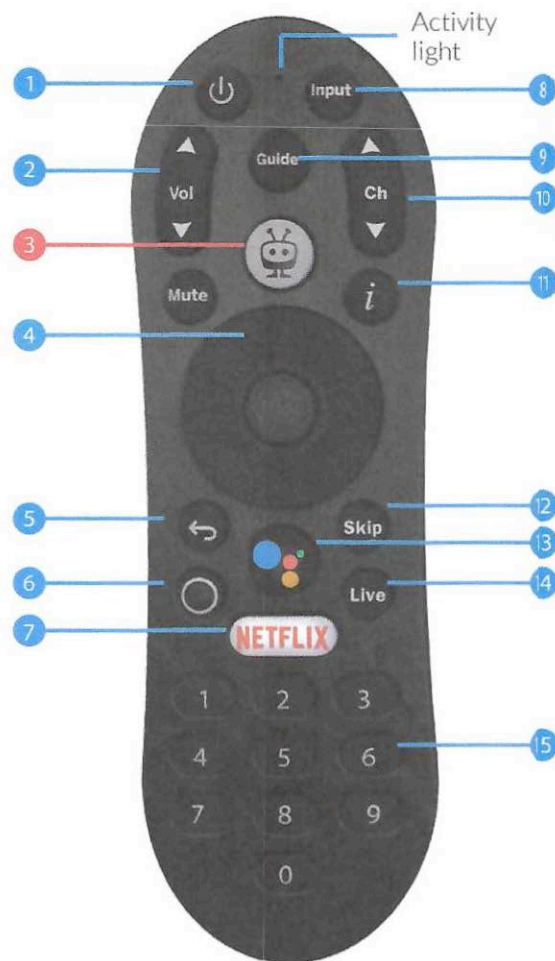 Activity
light
1
Input
8
2
Vol
Guide
9
Ch
10
3
Mute
i
11
4
5
Skip
12
13
6
Live
14
7
NETFLIX
1 2 3
4 5 6
15
7 8 9
0